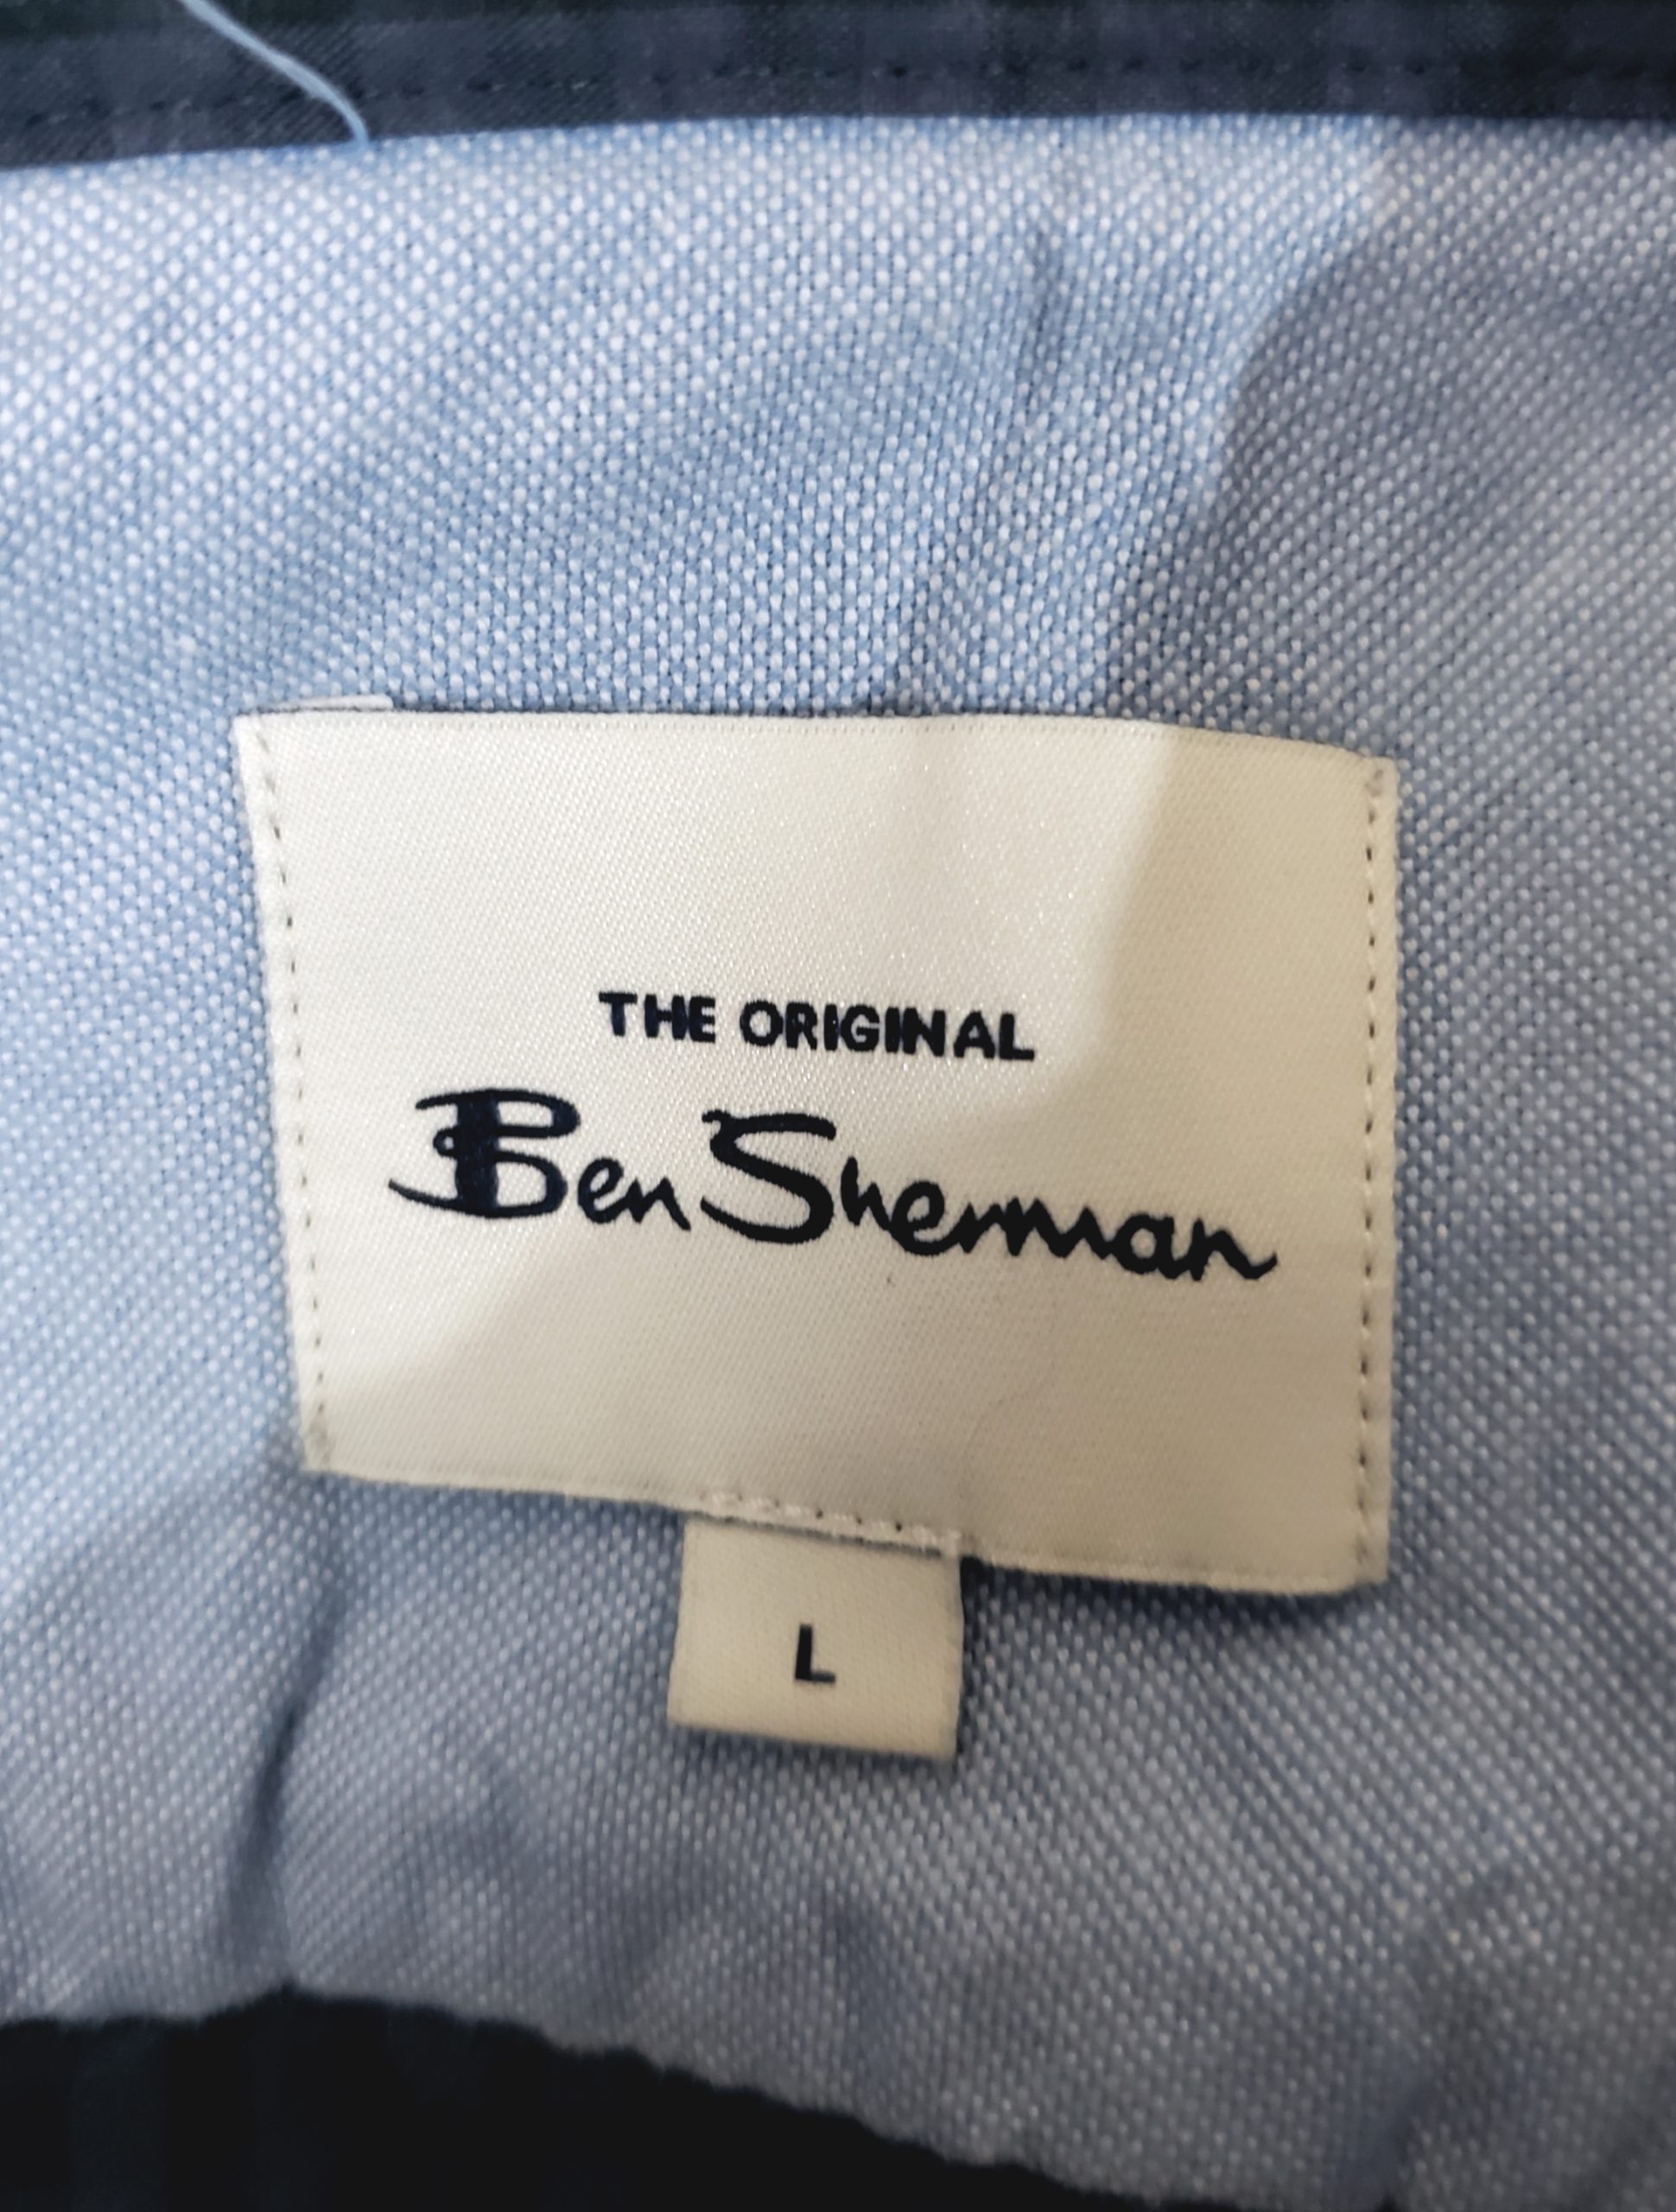 THE ORIGINAL
Ben Sherman
L